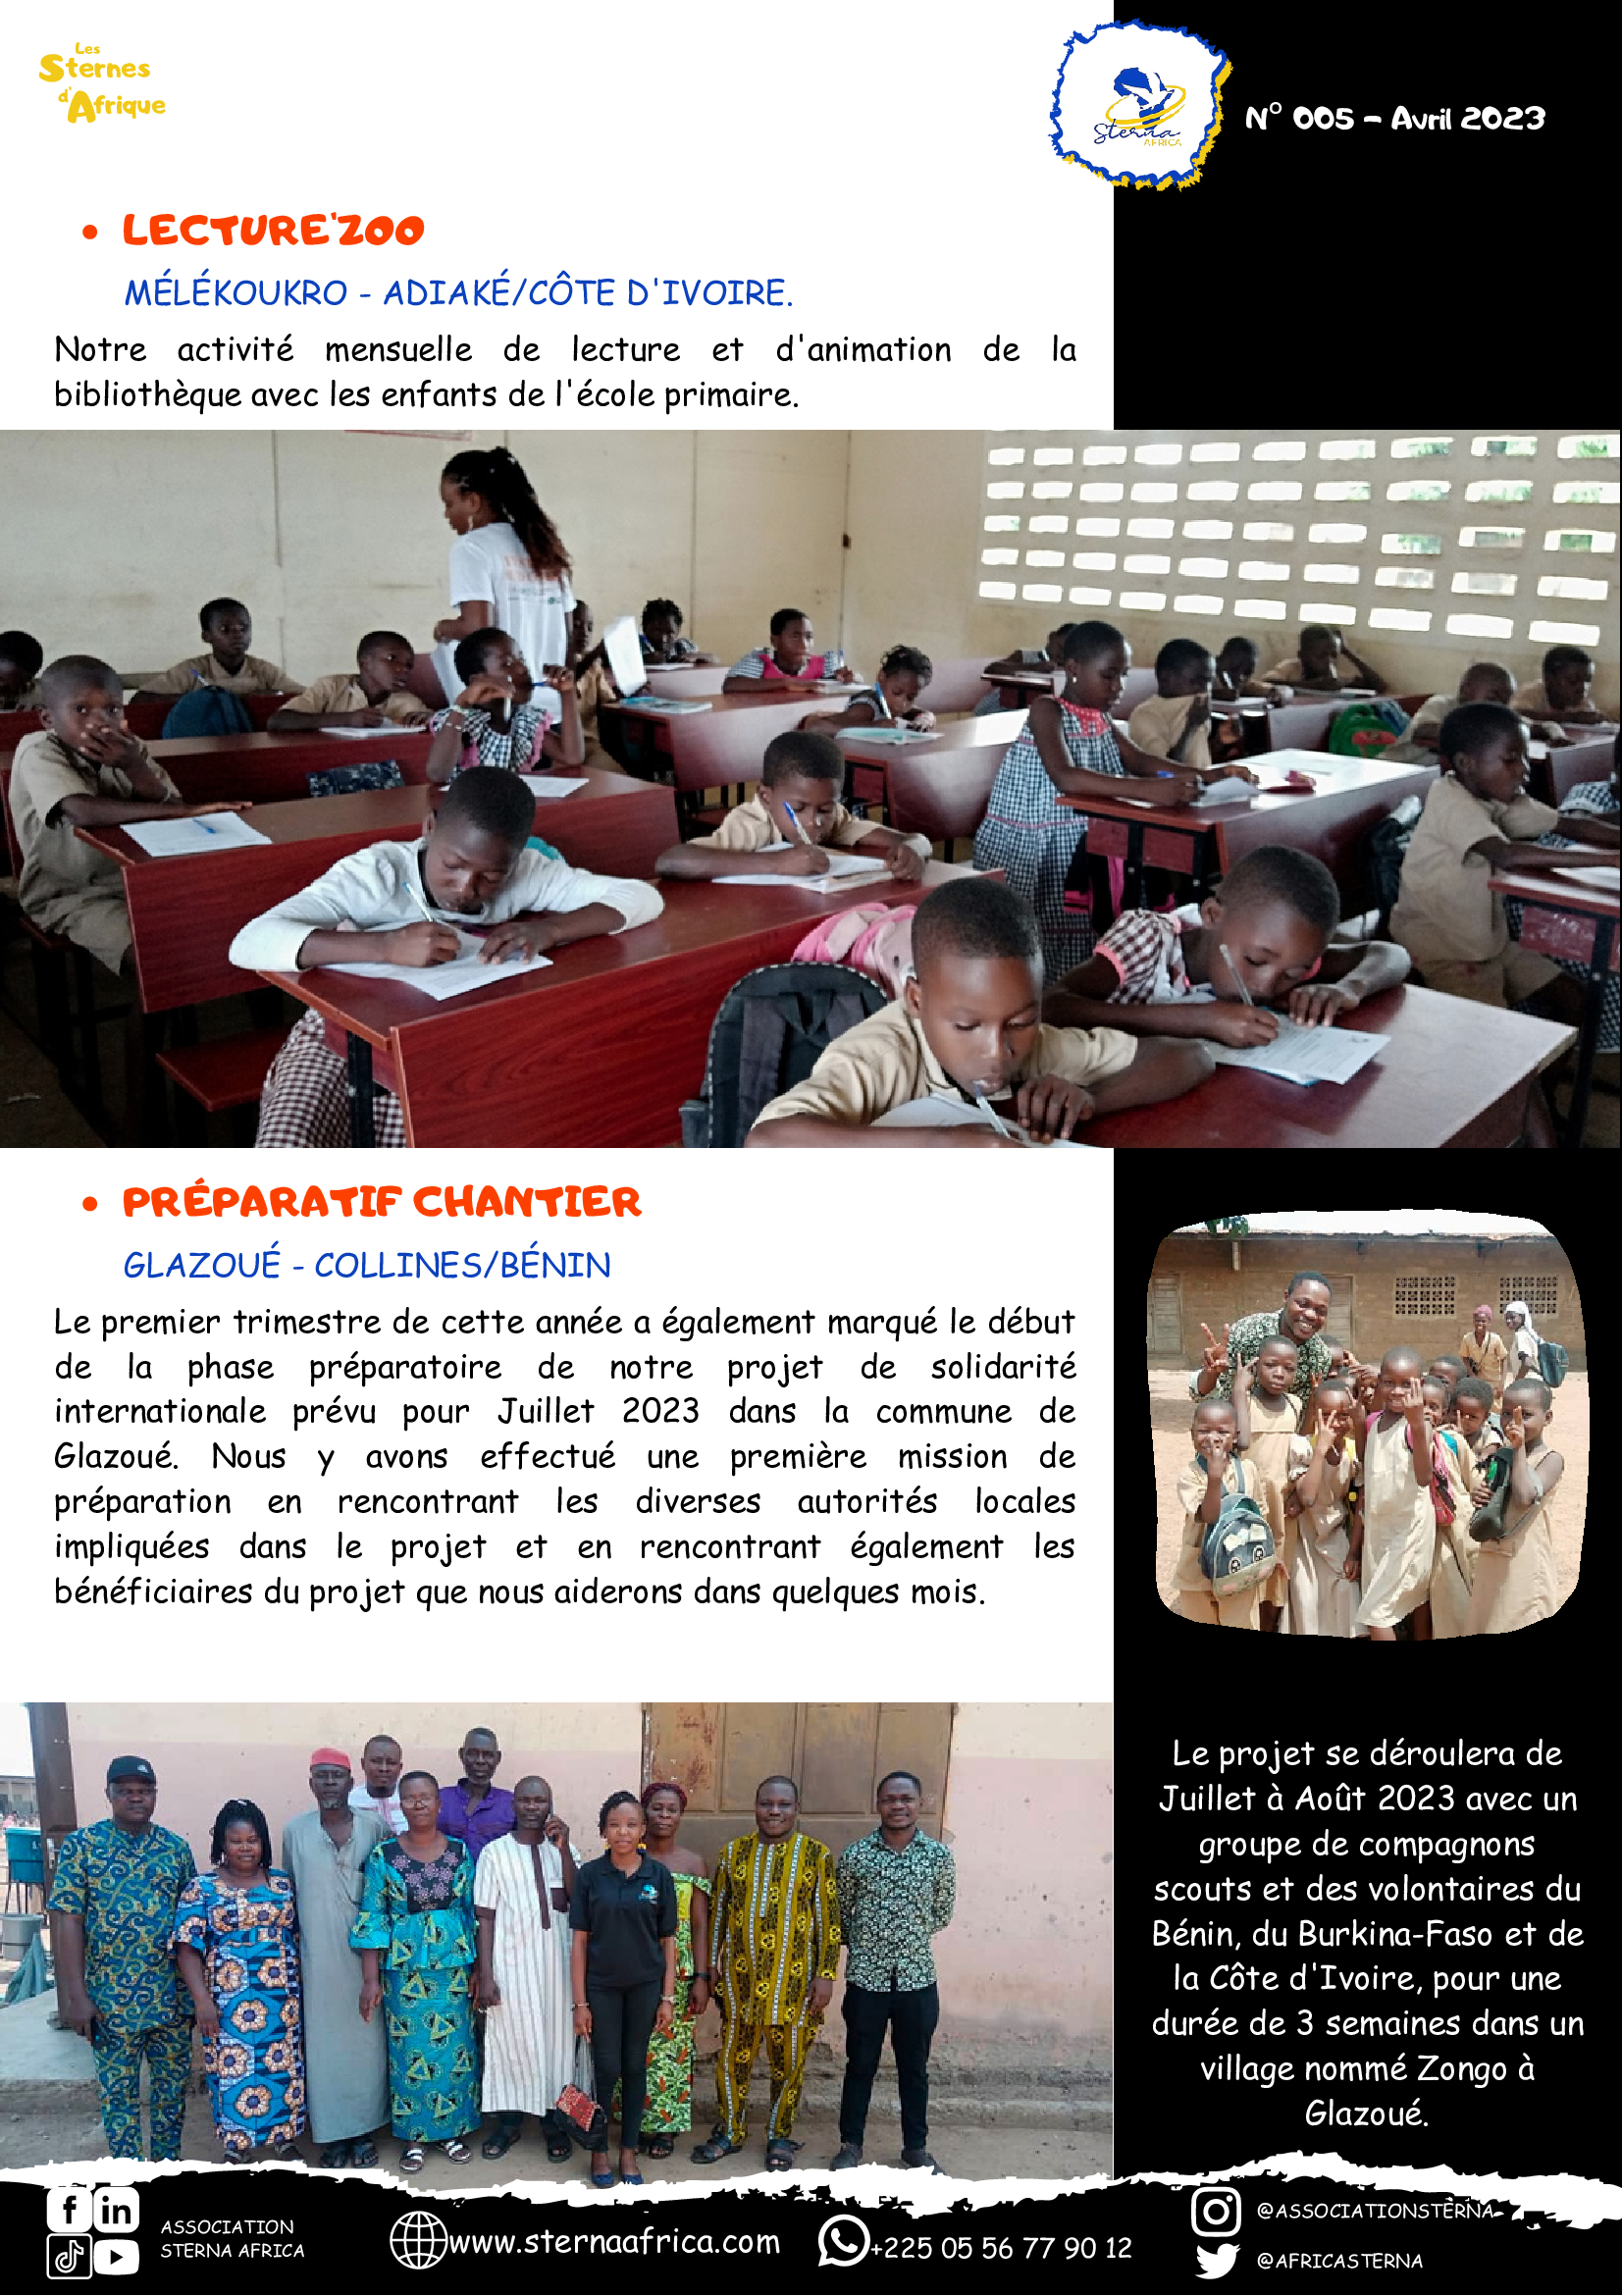 Les
Sternes
d'Afrique
Sterna
AFRICA
N° 005 - Avril 2023
• LECTURE'ZOO
MÉLÉKOUKRO - ADIAKÉ/CÔTE D'IVOIRE.
Notre activité mensuelle de lecture et d'animation de la
bibliothèque avec les enfants de l'école primaire.
• PRÉPARATIF CHANTIER
GLAZOUÉ - COLLINES/BÉNIN
Le premier trimestre de cette année a également marqué le début
de la phase préparatoire de notre projet de solidarité
internationale prévu pour Juillet 2023 dans la commune de
Glazoué. Nous y avons effectué une première mission de
préparation en rencontrant les diverses autorités locales
impliquées dans le projet et en rencontrant également les
bénéficiaires du projet que nous aiderons dans quelques mois.
Le projet se déroulera de
Juillet à Août 2023 avec un
groupe de compagnons
scouts et des volontaires du
Bénin, du Burkina-Faso et de
la Côte d'Ivoire, pour une
durée de 3 semaines dans un
village nommé Zongo à
Glazoué.
ASSOCIATION
STERNA AFRICA
www.sternaafrica.com
+225 05 56 77 90 12
@ASSOCIATIONSTERNA
@AFRICASTERNA